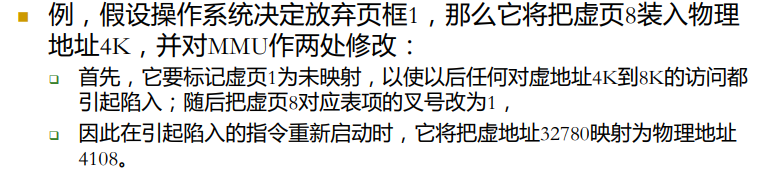 例，假设操作系统决定放弃页框1，那么它将把虚页8装入物理
地址4K，并对MMU作两处修改：
首先，它要标记虚页1为未映射，以使以后任何对虚地址4K到8K的访问都
引起陷入；随后把虚页8对应表项的叉号改为1，
因此在引起陷入的指令重新启动时，它将把虚地址32780映射为物理地址
4108。